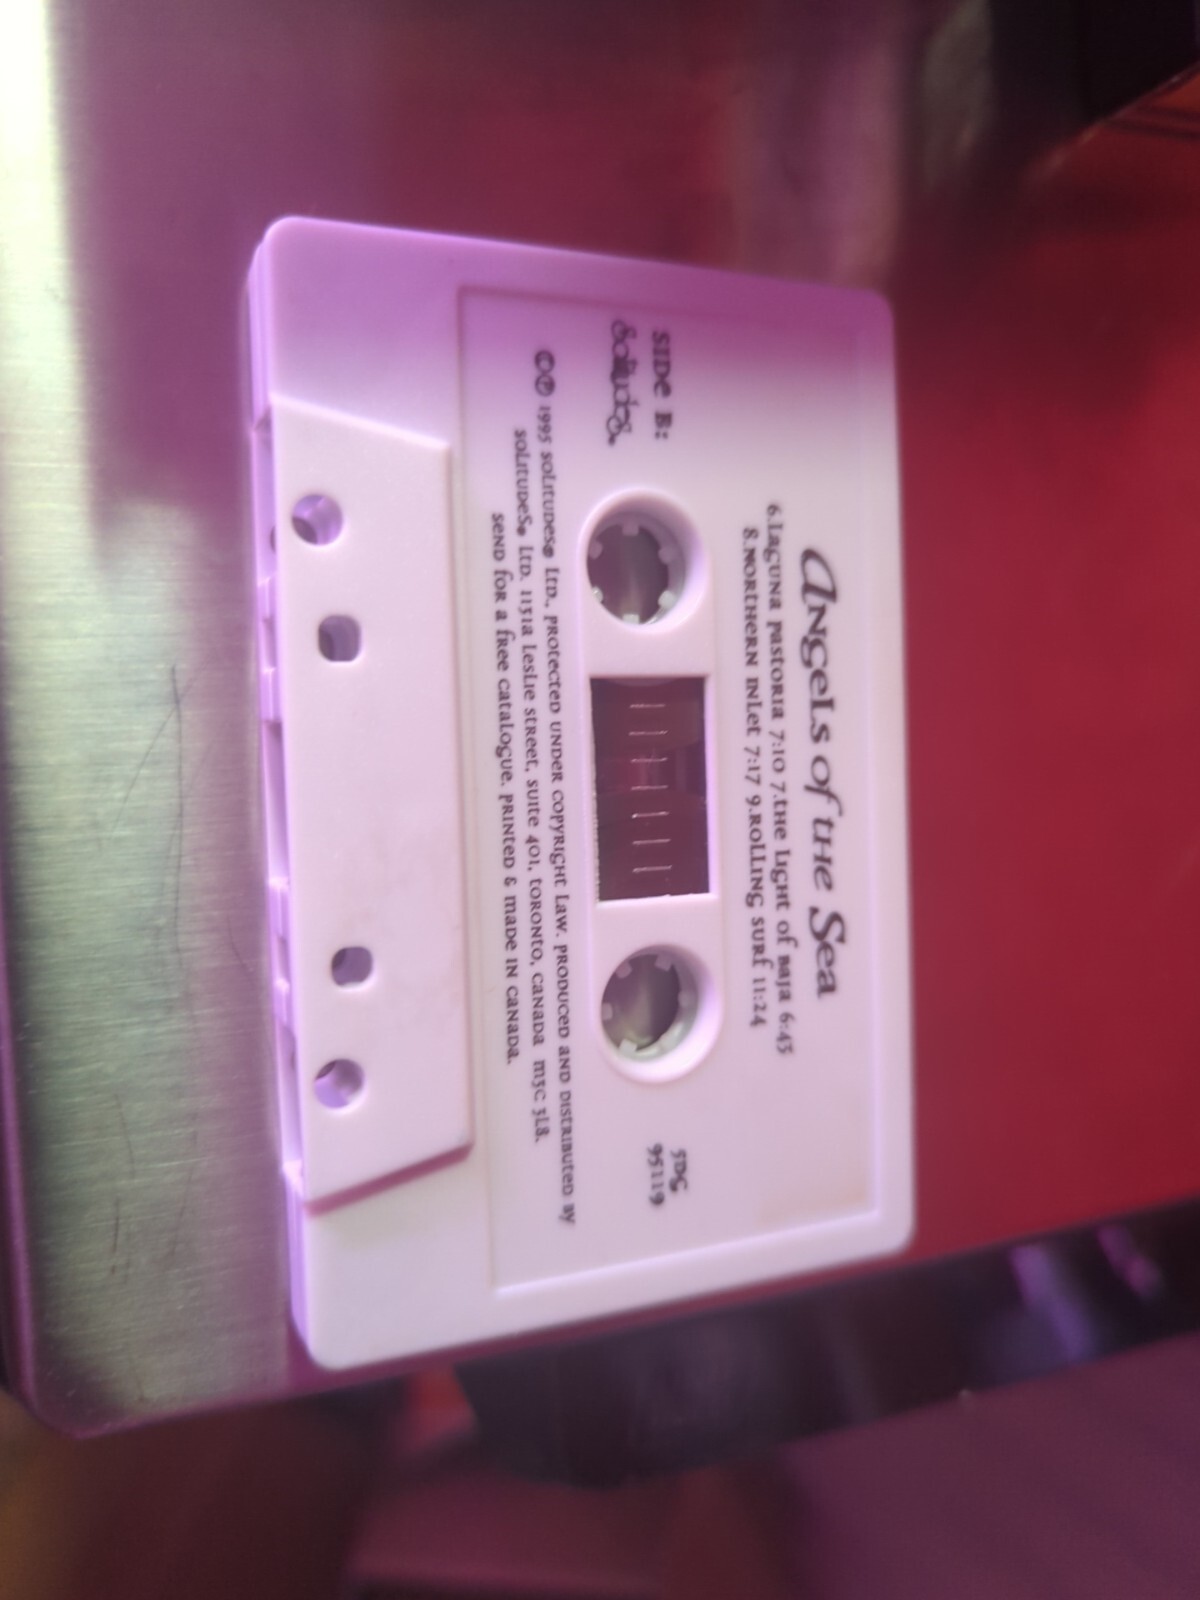 Angels of the Sea
6.Laguna Pastoria 7:10 7.The Light of Baja 6:45
8.Northern Inlet 7:17 9.Rolling Surf 11:24
SIDE B:
Solitudes®
SDG
95119
©℗ 1995 Solitudes® Ltd., Protected under copyright law. Produced and distributed by
Solitudes® Ltd. 1131A Leslie Street, Suite 401, Toronto, Canada M3C 3L8.
Send for a free catalogue. Printed & made in Canada.